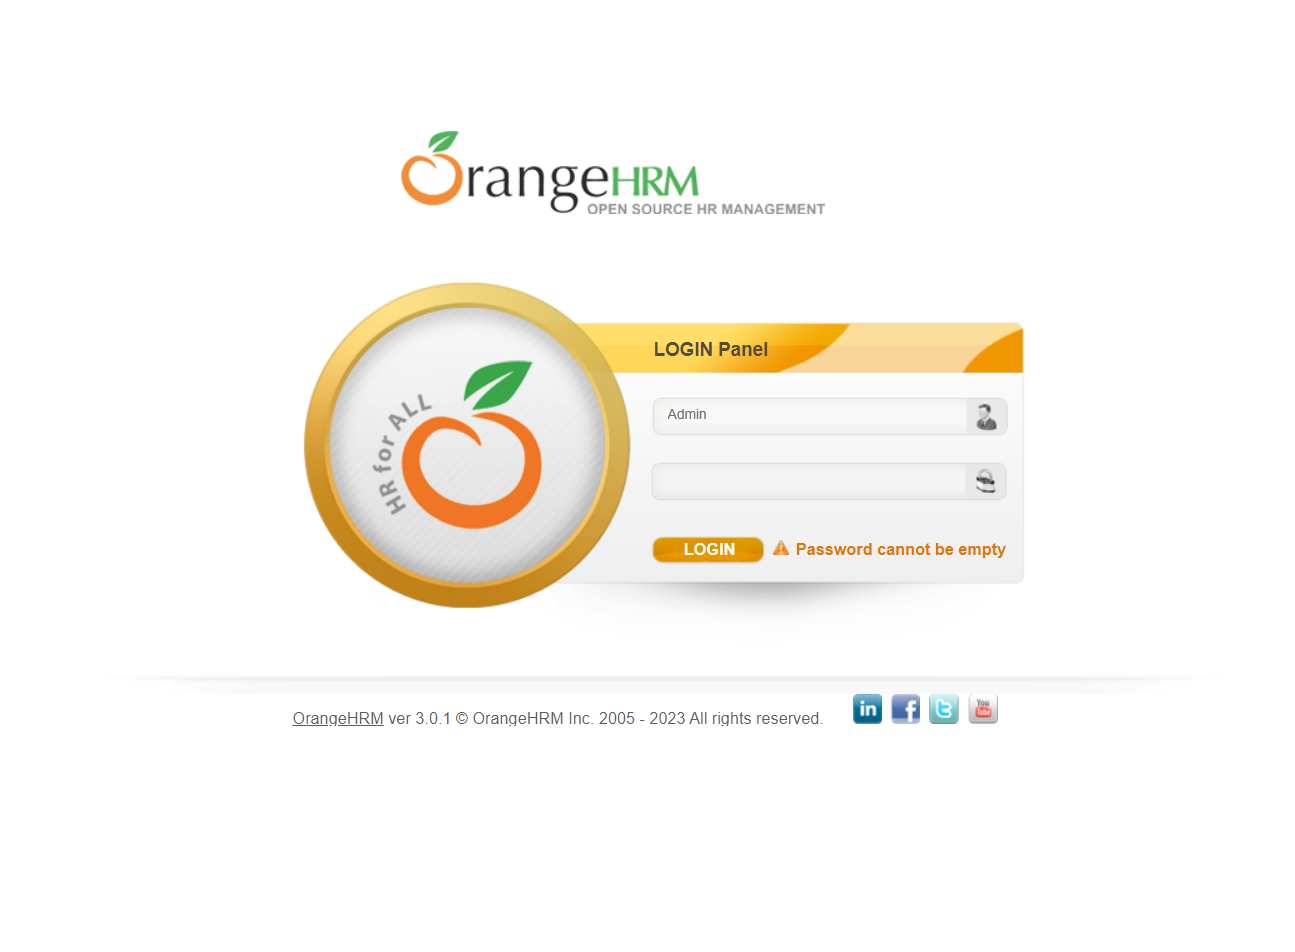 OrangeHRM
OPEN SOURCE HR MANAGEMENT
HR for ALL
LOGIN Panel
Admin
LOGIN
Password cannot be empty
OrangeHRM ver 3.0.1 © OrangeHRM Inc. 2005 - 2023 All rights reserved.
in
f
t
You
Tube